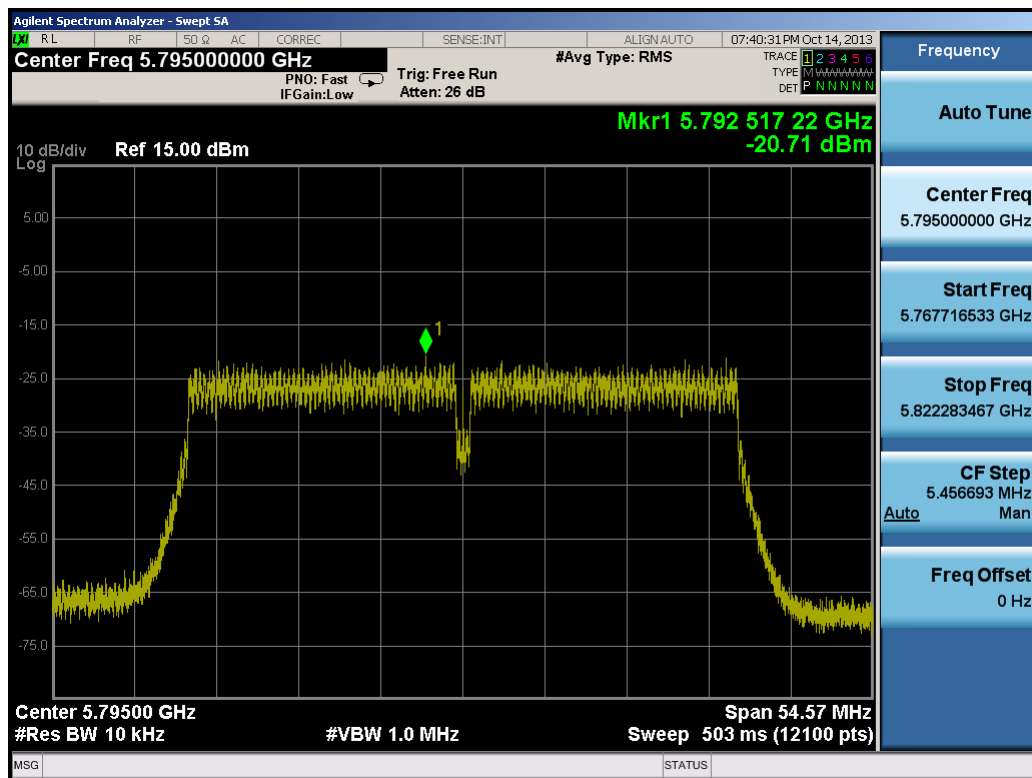 Agilent Spectrum Analyzer - Swept SA
LXI RL RF 50 Ω AC CORREC SENSE:INT ALIGN AUTO 07:40:31 PM Oct 14, 2013
Center Freq 5.795000000 GHz #Avg Type: RMS TRACE 1 2 3 4 5 6
PNO: Fast Trig: Free Run TYPE M WWWWW
IFGain:Low Atten: 26 dB DET P N N N N N
Mkr1 5.792 517 22 GHz
-20.71 dBm
10 dB/div Ref 15.00 dBm
Log
5.00
-5.00
-15.0
-25.0
-35.0
-45.0
-55.0
-65.0
-75.0
1
Center 5.79500 GHz Span 54.57 MHz
#Res BW 10 kHz #VBW 1.0 MHz Sweep 503 ms (12100 pts)
MSG STATUS
Frequency
Auto Tune
Center Freq
5.795000000 GHz
Start Freq
5.767716533 GHz
Stop Freq
5.822283467 GHz
CF Step
5.456693 MHz
Auto Man
Freq Offset
0 Hz